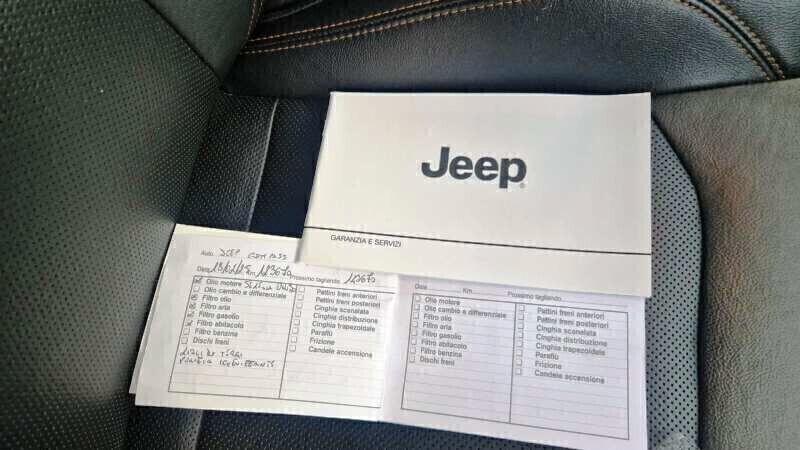 Jeep
GARANZIA E SERVIZI
Auto JEEP COMPASS
Data Km Prossimo tagliando
Olio motore
Olio cambio e differenziale
Filtro olio
Filtro aria
Filtro gasolio
Filtro abitacolo
Filtro benzina
Dischi freni
Pattini freni anteriori
Pattini freni posteriori
Cinghia scanalata
Cinghia distribuzione
Cinghia trapezoidale
Paraflù
Frizione
Candele accensione
Data Km Prossimo tagliando
Olio motore
Olio cambio e differenziale
Filtro olio
Filtro aria
Filtro gasolio
Filtro abitacolo
Filtro benzina
Dischi freni
Pattini freni anteriori
Pattini freni posteriori
Cinghia scanalata
Cinghia distribuzione
Cinghia trapezoidale
Paraflù
Frizione
Candele accensione